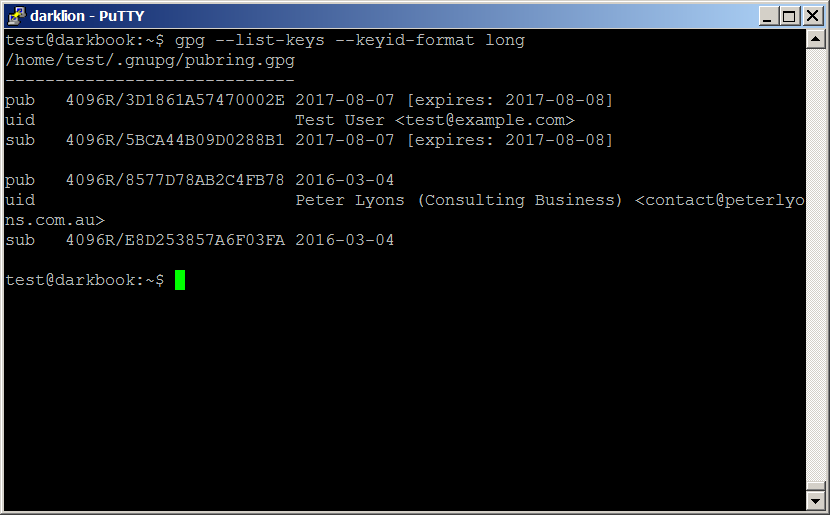 darklion - PuTTY
test@darkbook:~$ gpg --list-keys --keyid-format long
/home/test/.gnupg/pubring.gpg
-----------------------------
pub   4096R/3D1861A57470002E 2017-08-07 [expires: 2017-08-08]
uid                          Test User <test@example.com>
sub   4096R/5BCA44B09D0288B1 2017-08-07 [expires: 2017-08-08]

pub   4096R/8577D78AB2C4FB78 2016-03-04
uid                          Peter Lyons (Consulting Business) <contact@peterlyo
ns.com.au>
sub   4096R/E8D253857A6F03FA 2016-03-04

test@darkbook:~$